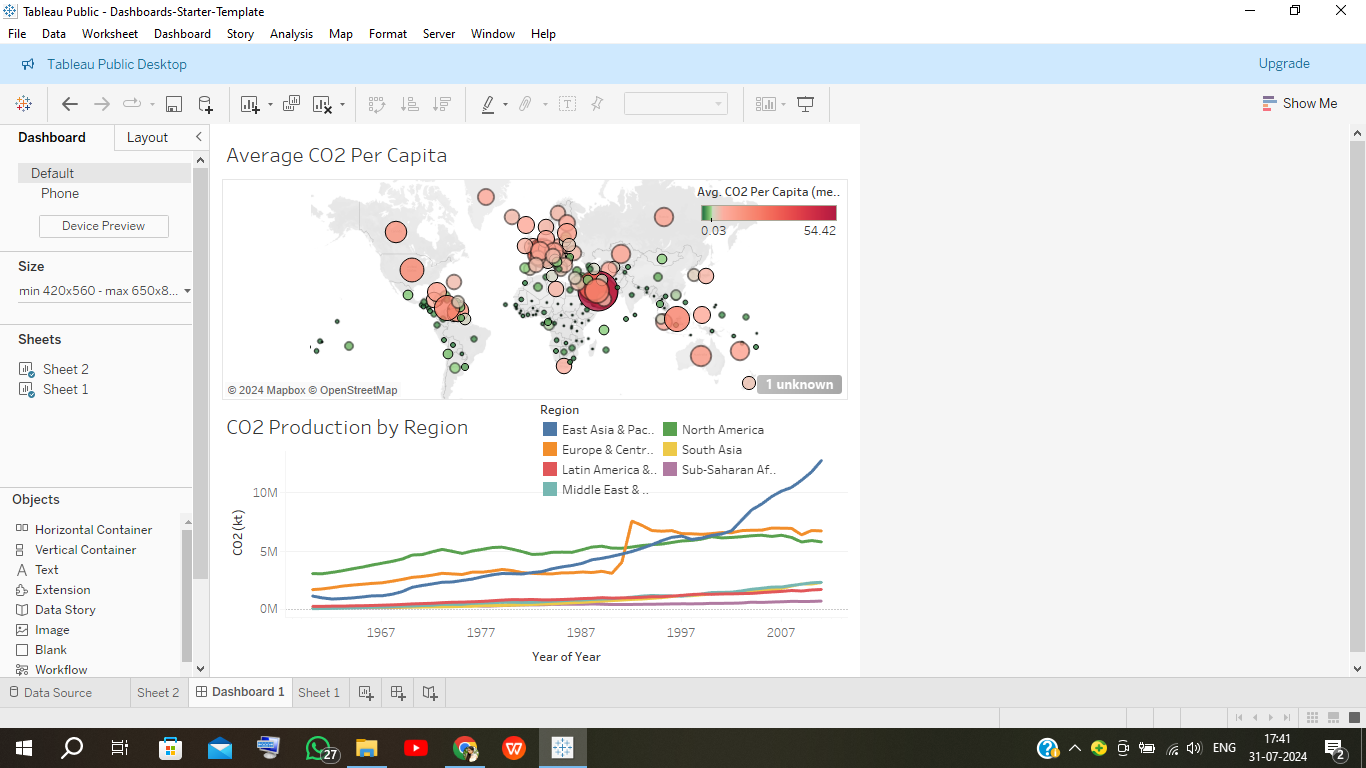 Tableau Public - Dashboards-Starter-Template
File Data Worksheet Dashboard Story Analysis Map Format Server Window Help
Tableau Public Desktop
Upgrade
Show Me
Dashboard Layout
Default
Phone
Device Preview
Size
min 420x560 - max 650x8...
Sheets
Sheet 2
Sheet 1
Objects
Horizontal Container
Vertical Container
Text
Extension
Data Story
Image
Blank
Workflow
Average CO2 Per Capita
Avg. CO2 Per Capita (me..
0.03 54.42
1 unknown
© 2024 Mapbox © OpenStreetMap
CO2 Production by Region
Region
East Asia & Pac.. North America
Europe & Centr.. South Asia
Latin America &.. Sub-Saharan Af..
Middle East & ..
10M
5M
0M
CO2 (kt)
1967 1977 1987 1997 2007
Year of Year
Data Source Sheet 2 Dashboard 1 Sheet 1
27
ENG
17:41
31-07-2024
2